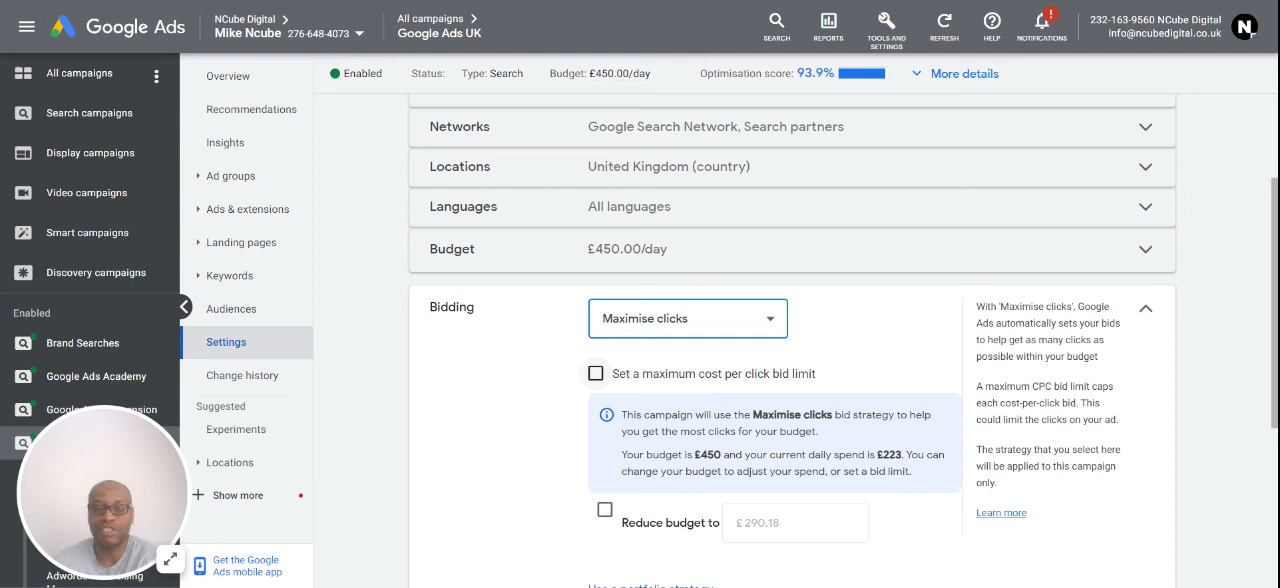 Google Ads
NCube Digital
Mike Ncube 276-648-4073
All campaigns
Google Ads UK
SEARCH
REPORTS
TOOLS AND
SETTINGS
REFRESH
HELP
!
NOTIFICATIONS
232-163-9560 NCube Digital
info@ncubedigital.co.uk
N
All campaigns
Search campaigns
Display campaigns
Video campaigns
Smart campaigns
Discovery campaigns
Enabled
Brand Searches
Google Ads Academy
Overview
Recommendations
Insights
Ad groups
Ads & extensions
Landing pages
Keywords
Audiences
Settings
Change history
Suggested
Experiments
Locations
Show more
Get the Google
Ads mobile app
Enabled
Status:
Type: Search
Budget: £450.00/day
Optimisation score: 93.9%
More details
Networks
Google Search Network, Search partners
Locations
United Kingdom (country)
Languages
All languages
Budget
£450.00/day
Bidding
Maximise clicks
Set a maximum cost per click bid limit
This campaign will use the Maximise clicks bid strategy to help
you get the most clicks for your budget.
Your budget is £450 and your current daily spend is £223. You can
change your budget to adjust your spend, or set a bid limit.
Reduce budget to
£290.18
With 'Maximise clicks', Google
Ads automatically sets your bids
to help get as many clicks as
possible within your budget
A maximum CPC bid limit caps
each cost-per-click bid. This
could limit the clicks on your ad.
The strategy that you select here
will be applied to this campaign
only.
Learn more
Use a portfolio strategy